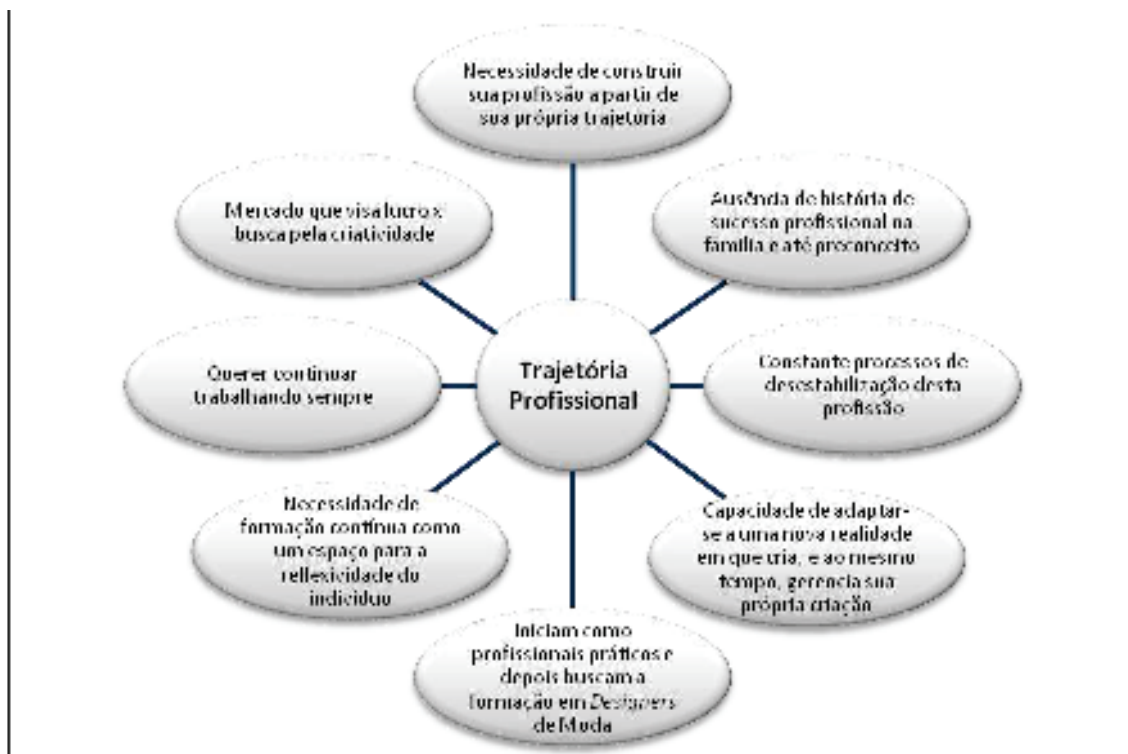 Necessidade de construir
sua profissão a partir de
sua própria trajetória
Ausência de história de
sucesso profissional na
família e até preconceito
Constante processos de
desestabilização desta
profissão
Capacidade de adaptar-
se a uma nova realidade
em que cria, e ao mesmo
tempo, gerencia sua
própria criação
Iniciam como
profissionais práticos e
depois buscam a
formação em Designers
de Moda
Necessidade de
formação contínua como
um espaço para a
reflexividade do
indivíduo
Querer continuar
trabalhando sempre
Mercado que visa lucro x
busca pela criatividade
Trajetória
Profissional